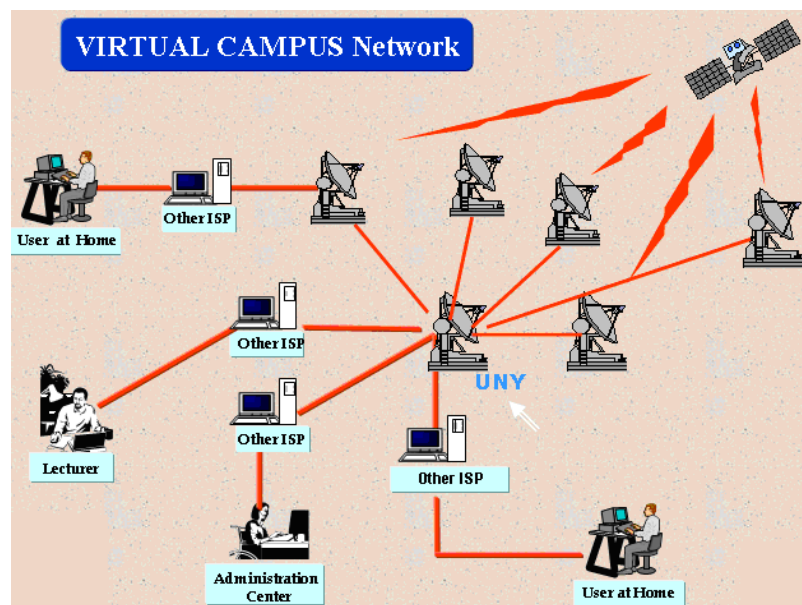 VIRTUAL CAMPUS Network
Other ISP
User at Home
Other ISP
UNY
Other ISP
Lecturer
Other ISP
Administration
Center
User at Home